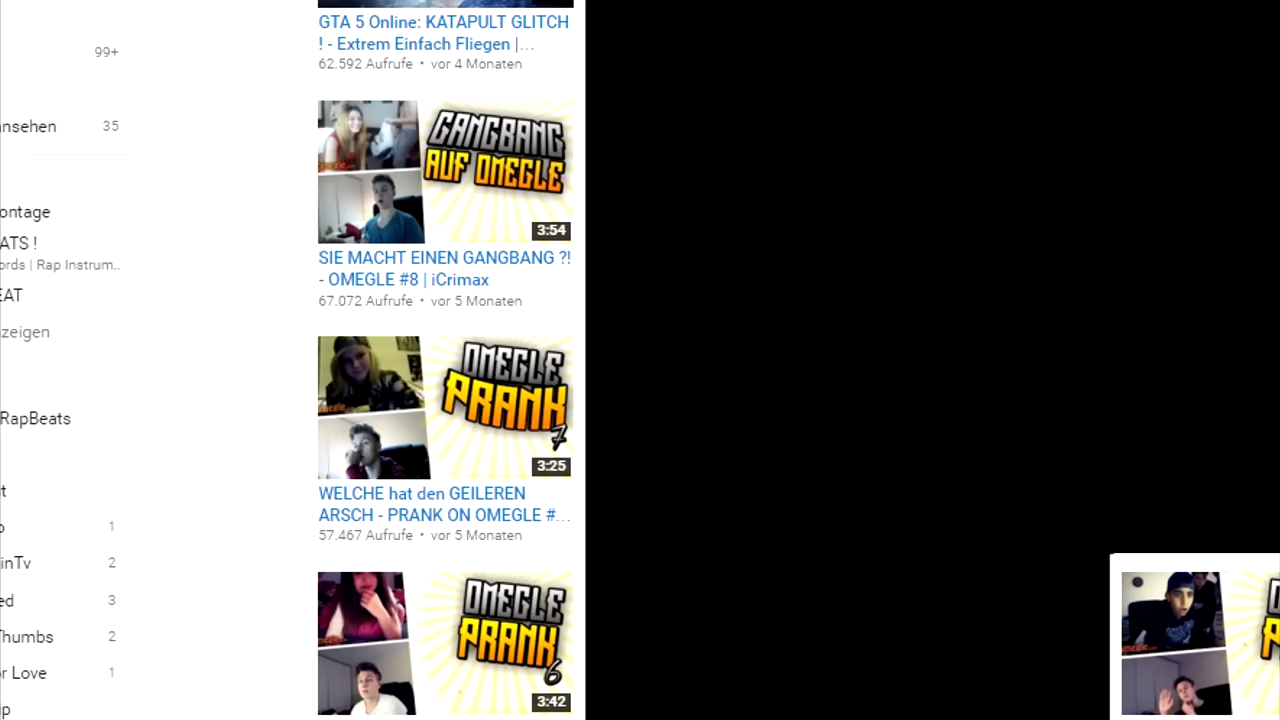 99+
ansehen 35
ontage
ATS !
ords | Rap Instrum..
EAT
zeigen
RapBeats
t
o 1
inTv 2
ed 3
Thumbs 2
r Love 1
ip
GTA 5 Online: KATAPULT GLITCH
! - Extrem Einfach Fliegen |...
62.592 Aufrufe • vor 4 Monaten
GANGBANG
AUF OMEGLE
3:54
SIE MACHT EINEN GANGBANG ?!
- OMEGLE #8 | iCrimax
67.072 Aufrufe • vor 5 Monaten
OMEGLE
PRANK
7
3:25
WELCHE hat den GEILEREN
ARSCH - PRANK ON OMEGLE #...
57.467 Aufrufe • vor 5 Monaten
OMEGLE
PRANK
6
3:42